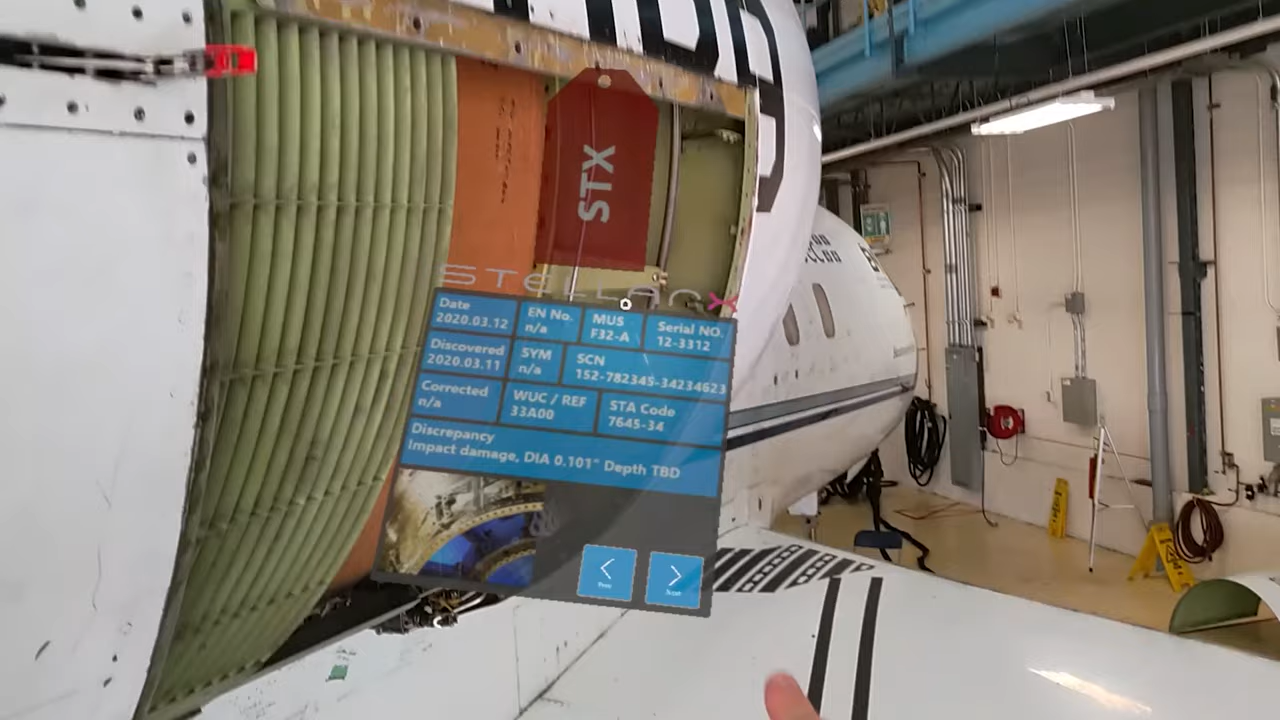 STX
STELLAR X
Date
2020.03.12
EN No.
n/a
MUS
F32-A
Serial NO.
12-3312
Discovered
2020.03.11
SYM
n/a
SCN
152-782345-34234623
Corrected
n/a
WUC / REF
33A00
STA Code
7645-34
Discrepancy
Impact damage, DIA 0.101" Depth TBD
Prev
Next